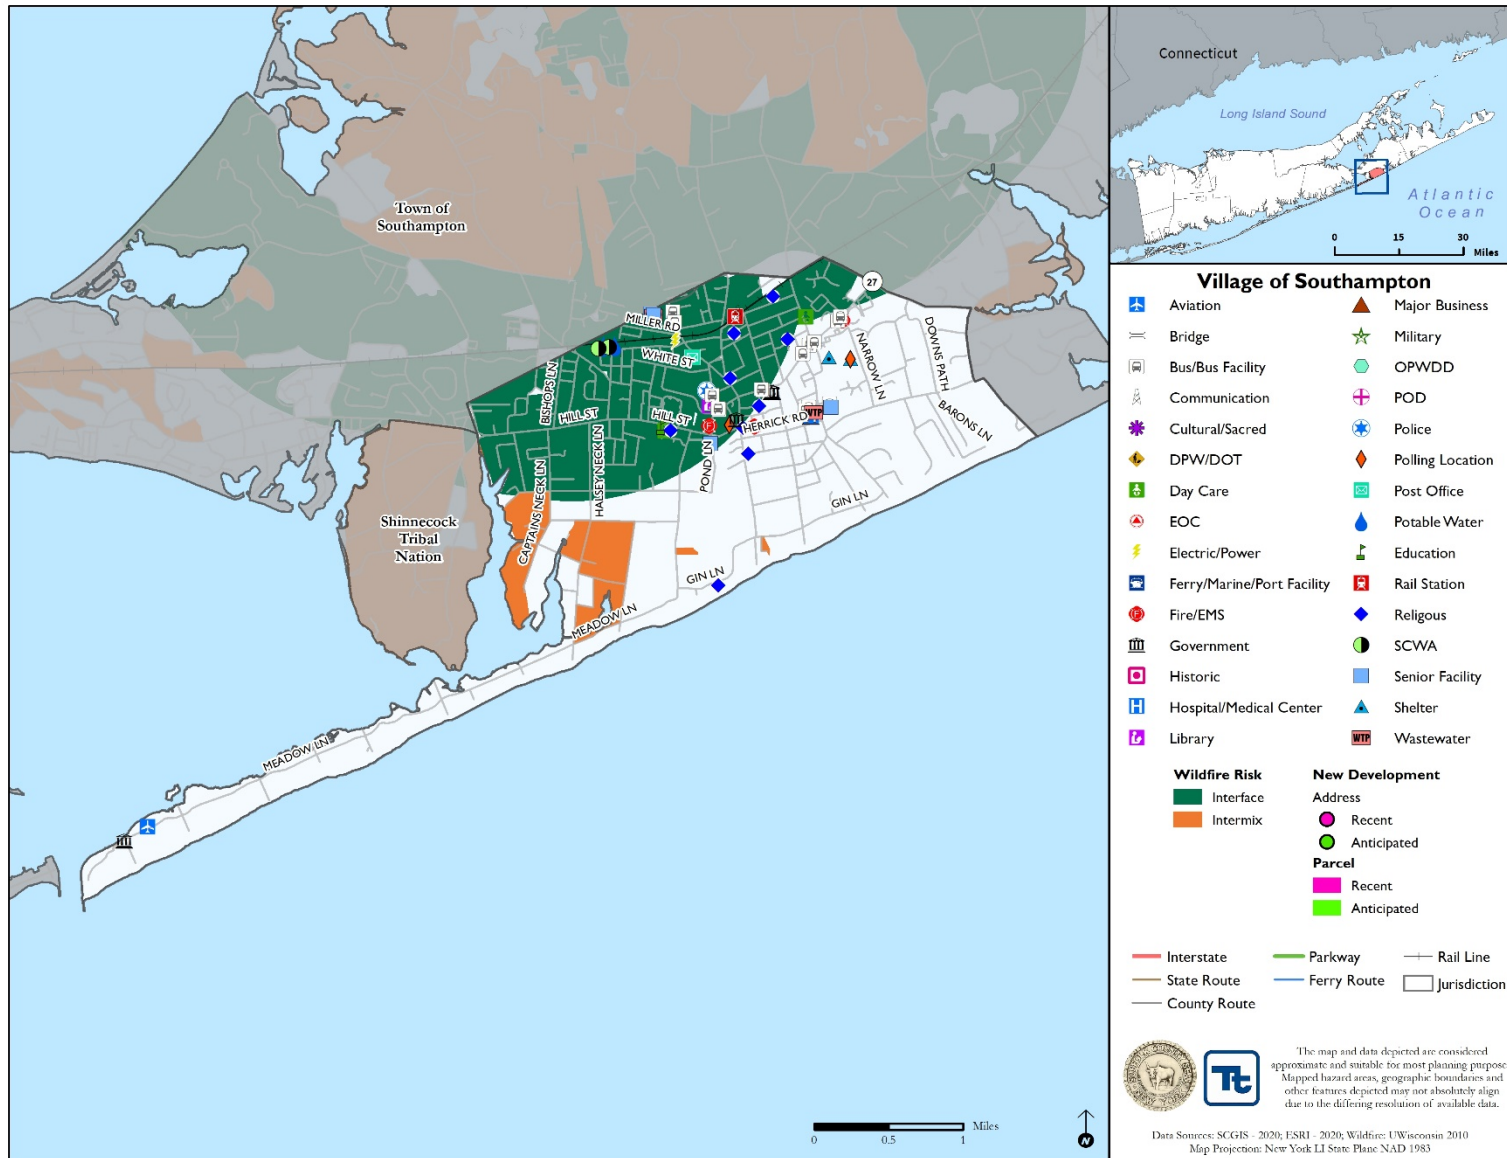 Town of
Southampton
Shinnecock
Tribal
Nation
27
MILLER RD
WHITE ST
BISHOPS LN
HILL ST
HILL ST
HALSEY NECK LN
CAPTAINS NECK LN
POND LN
HERRICK RD
WTP
NARROW LN
DOWNS PATH
BARONS LN
GIN LN
GIN LN
MEADOW LN
MEADOW LN
0 0.5 1 Miles
N
Connecticut
Long Island Sound
Atlantic
Ocean
0 15 30
Miles
Village of Southampton
Aviation
Bridge
Bus/Bus Facility
Communication
Cultural/Sacred
DPW/DOT
Day Care
EOC
Electric/Power
Ferry/Marine/Port Facility
Fire/EMS
Government
Historic
Hospital/Medical Center
Library
Major Business
Military
OPWDD
POD
Police
Polling Location
Post Office
Potable Water
Education
Rail Station
Religous
SCWA
Senior Facility
Shelter
WTP Wastewater
Wildfire Risk
Interface
Intermix
New Development
Address
Recent
Anticipated
Parcel
Recent
Anticipated
Interstate
State Route
County Route
Parkway
Ferry Route
Rail Line
Jurisdiction
Tt
The map and data depicted are considered
approximate and suitable for most planning purpose
Mapped hazard areas, geographic boundaries and
other features depicted may not absolutely align
due to the differing resolution of available data.
Data Sources: SCGIS - 2020; ESRI - 2020; Wildfire: UWisconsin 2010
Map Projection: New York LI State Plane NAD 1983